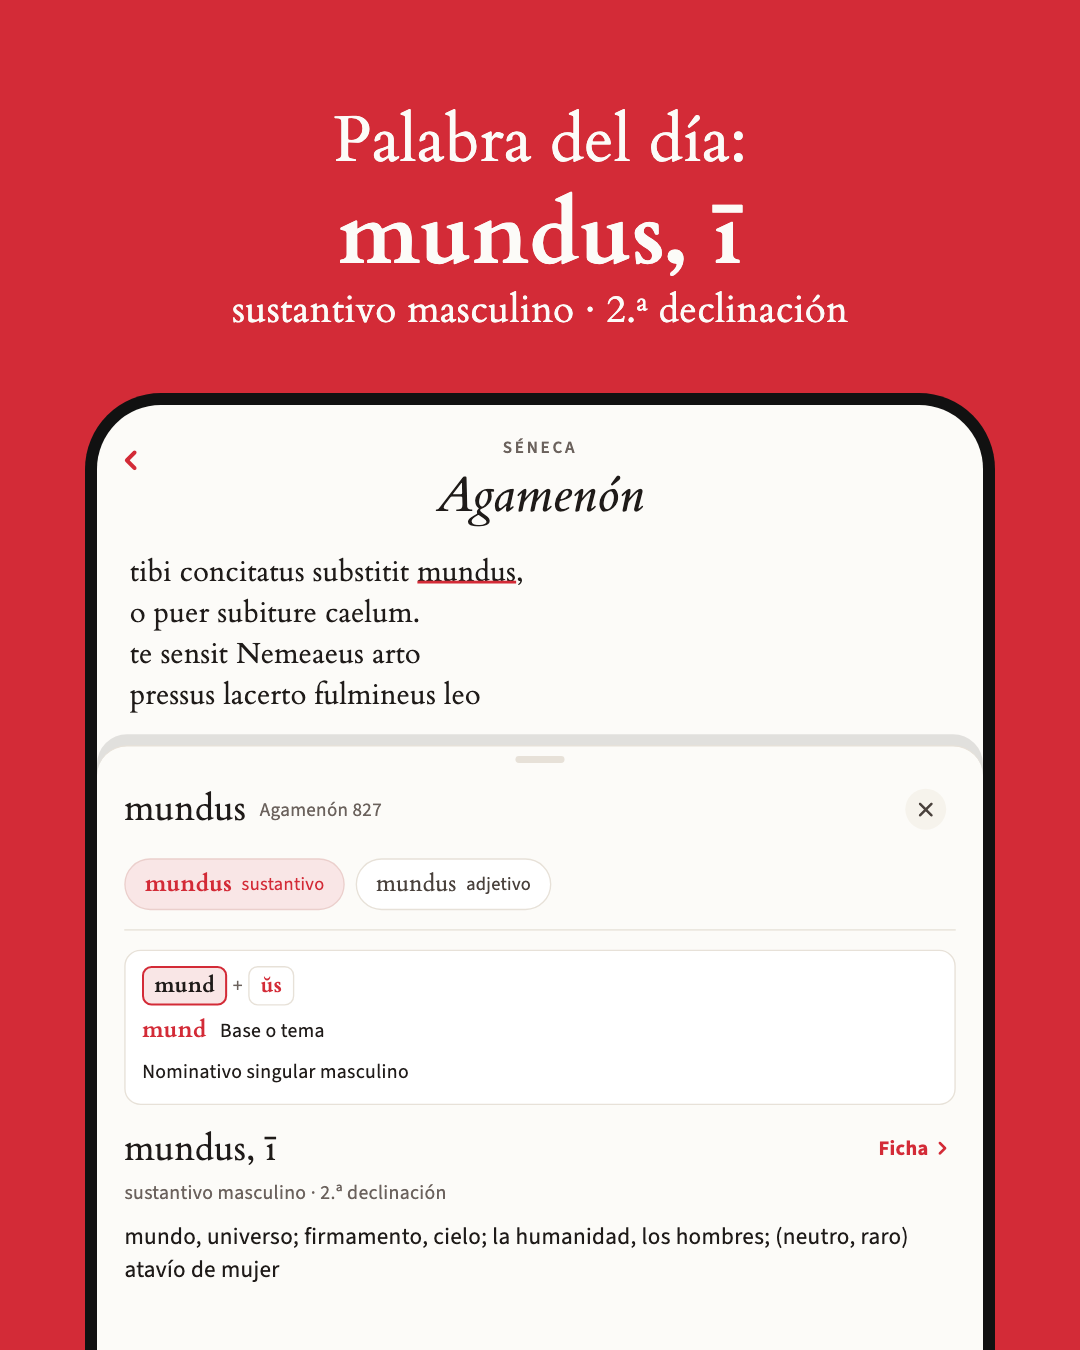 Palabra del día:
mundus, ī
sustantivo masculino · 2.ª declinación
SÉNECA
Agamenón
tibi concitatus substitit mundus,
o puer subiture caelum.
te sensit Nemeaeus arto
pressus lacerto fulmineus leo
mundus Agamenón 827
mundus sustantivo mundus adjetivo
mund + ŭs
mund Base o tema
Nominativo singular masculino
mundus, ī Ficha
sustantivo masculino · 2.ª declinación
mundo, universo; firmamento, cielo; la humanidad, los hombres; (neutro, raro)
atavío de mujer